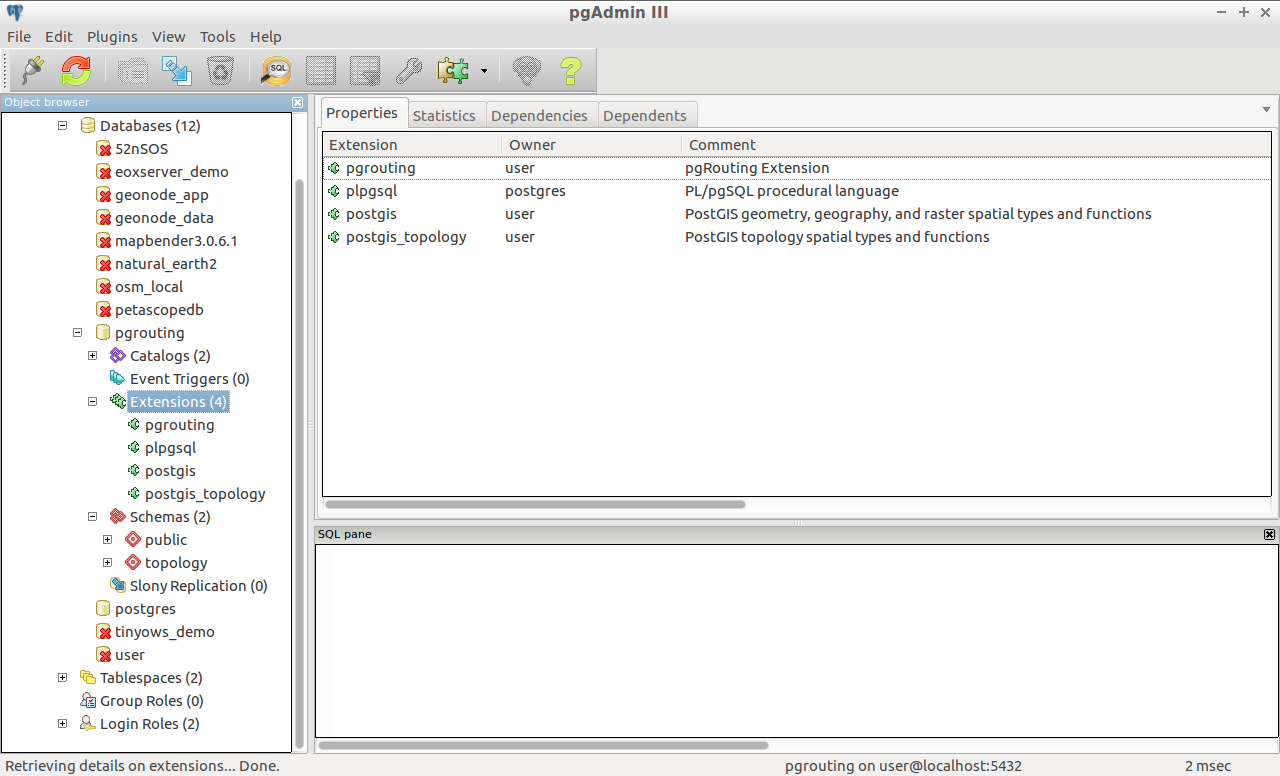 pgAdmin III
File Edit Plugins View Tools Help
SQL
Object browser
Databases (12)
52nSOS
eoxserver_demo
geonode_app
geonode_data
mapbender3.0.6.1
natural_earth2
osm_local
petascopedb
pgrouting
Catalogs (2)
Event Triggers (0)
Extensions (4)
pgrouting
plpgsql
postgis
postgis_topology
Schemas (2)
public
topology
Slony Replication (0)
postgres
tinyows_demo
user
Tablespaces (2)
Group Roles (0)
Login Roles (2)
Properties Statistics Dependencies Dependents
Extension Owner Comment
pgrouting user pgRouting Extension
plpgsql postgres PL/pgSQL procedural language
postgis user PostGIS geometry, geography, and raster spatial types and functions
postgis_topology user PostGIS topology spatial types and functions
SQL pane
Retrieving details on extensions... Done. pgrouting on user@localhost:5432 2 msec